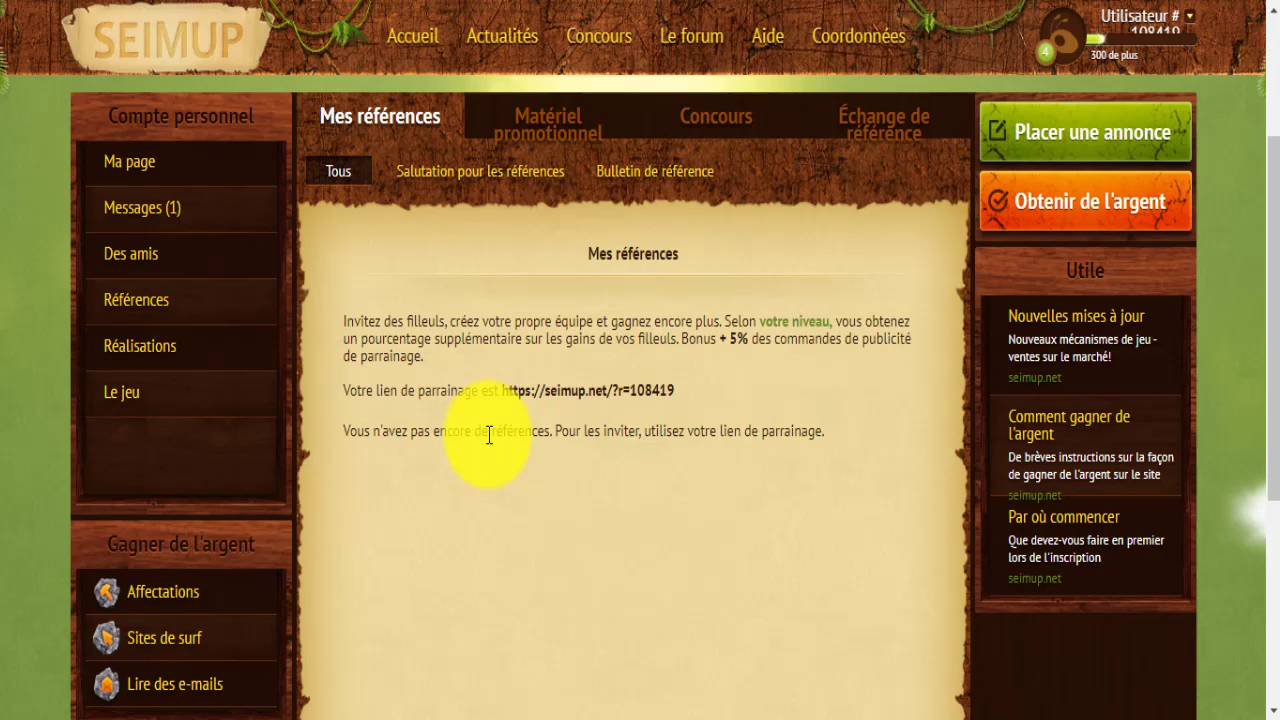 SEIMUP
Accueil
Actualités
Concours
Le forum
Aide
Coordonnées
Utilisateur #
108419
4
300 de plus
Compte personnel
Ma page
Messages (1)
Des amis
Références
Réalisations
Le jeu
Gagner de l'argent
Affectations
Sites de surf
Lire des e-mails
Mes références
Matériel
promotionnel
Concours
Échange de
référence
Tous
Salutation pour les références
Bulletin de référence
Mes références
Invitez des filleuls, créez votre propre équipe et gagnez encore plus. Selon votre niveau, vous obtenez
un pourcentage supplémentaire sur les gains de vos filleuls. Bonus + 5% des commandes de publicité
de parrainage.
Votre lien de parrainage est https://seimup.net/?r=108419
Vous n'avez pas encore de références. Pour les inviter, utilisez votre lien de parrainage.
Placer une annonce
Obtenir de l'argent
Utile
Nouvelles mises à jour
Nouveaux mécanismes de jeu -
ventes sur le marché!
seimup.net
Comment gagner de
l'argent
De brèves instructions sur la façon
de gagner de l'argent sur le site
seimup.net
Par où commencer
Que devez-vous faire en premier
lors de l'inscription
seimup.net